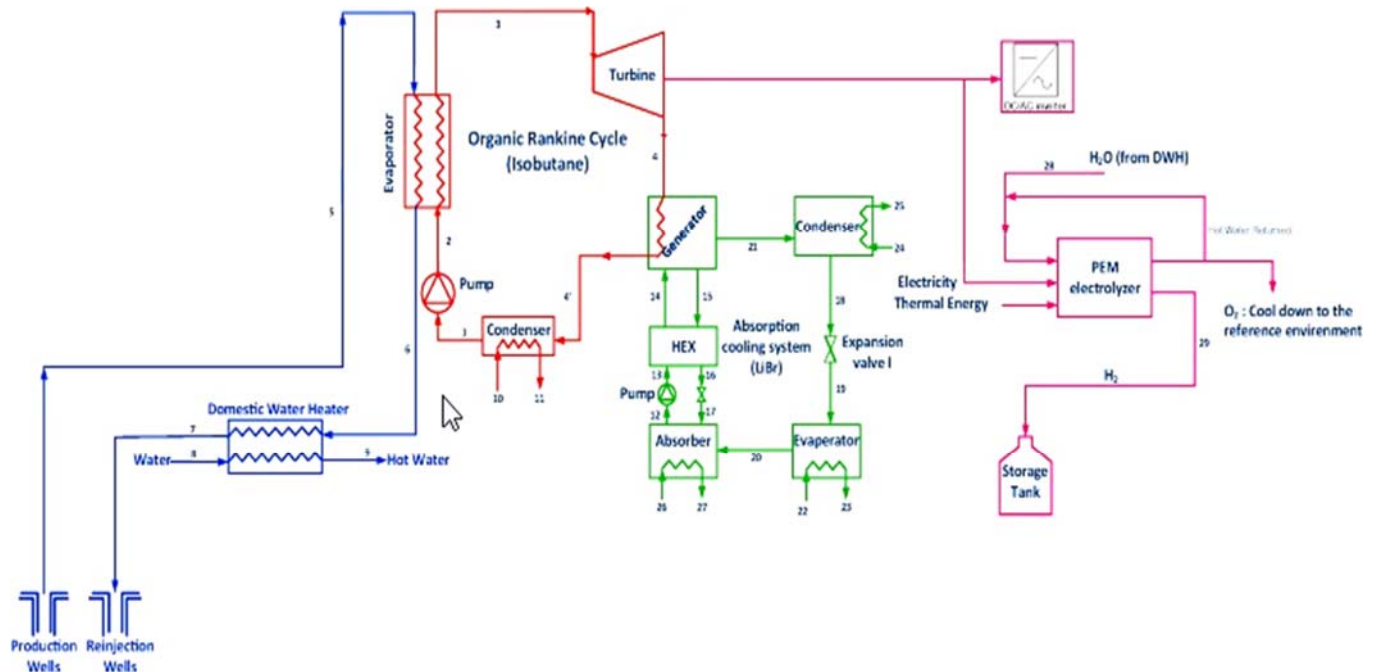 3
Turbine
DC/AC inverter
Evaporator
Organic Rankine Cycle
(Isobutane)
4
H₂O (from DWH)
28
5
25
Generator
Condenser
21
24
Hot Water Returned
2
PEM
electrolyzer
Electricity
Thermal Energy
Pump
4'
14
15
18
O₂ : Cool down to the
reference envirenment
1
Condenser
HEX
Absorption
cooling system
(LiBr)
Expansion
valve I
29
6
10
11
13
16
Pump
19
H₂
12
17
Domestic Water Heater
7
Water
8
9
Hot Water
Absorber
20
Evaperator
26
27
22
23
Storage
Tank
Production
Wells
Reinjection
Wells